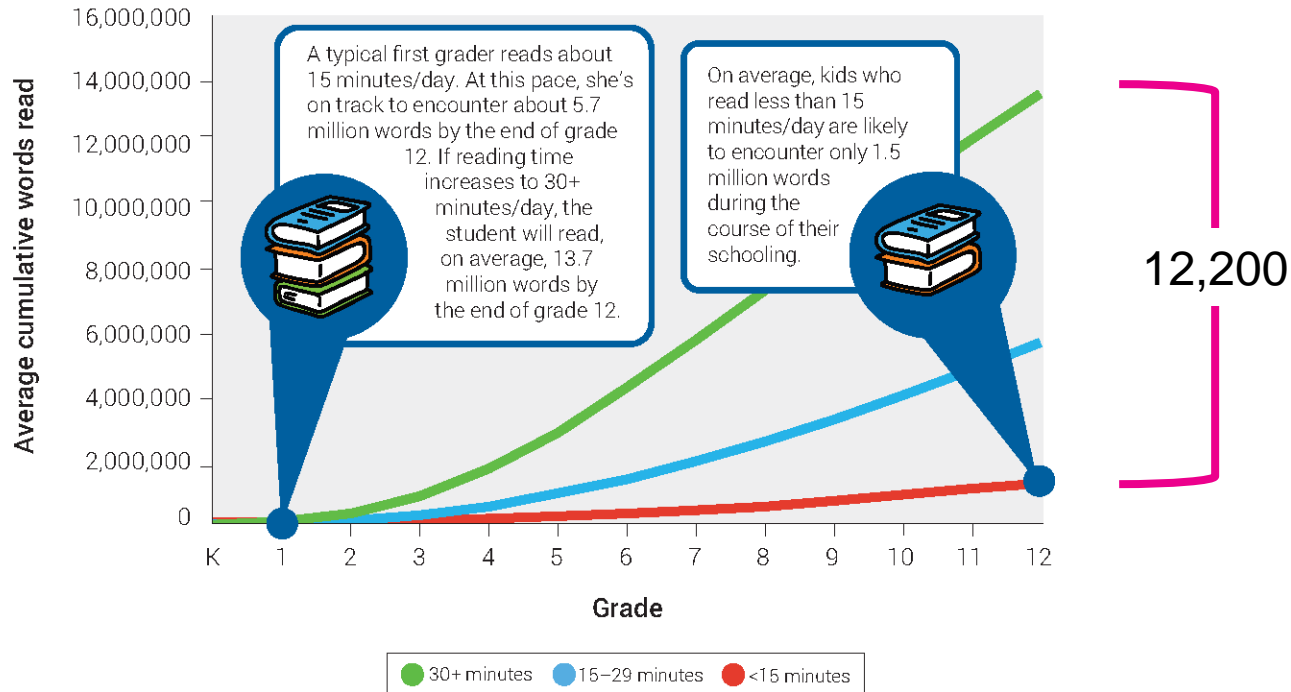 Average cumulative words read
16,000,000
14,000,000
12,000,000
10,000,000
8,000,000
6,000,000
4,000,000
2,000,000
0
A typical first grader reads about
15 minutes/day. At this pace, she's
on track to encounter about 5.7
million words by the end of grade
12. If reading time
increases to 30+
minutes/day, the
student will read,
on average, 13.7
million words by
the end of grade 12.
On average, kids who
read less than 15
minutes/day are likely
to encounter only 1.5
million words
during the
course of their
schooling.
12,200
K 1 2 3 4 5 6 7 8 9 10 11 12
Grade
30+ minutes 15–29 minutes <15 minutes